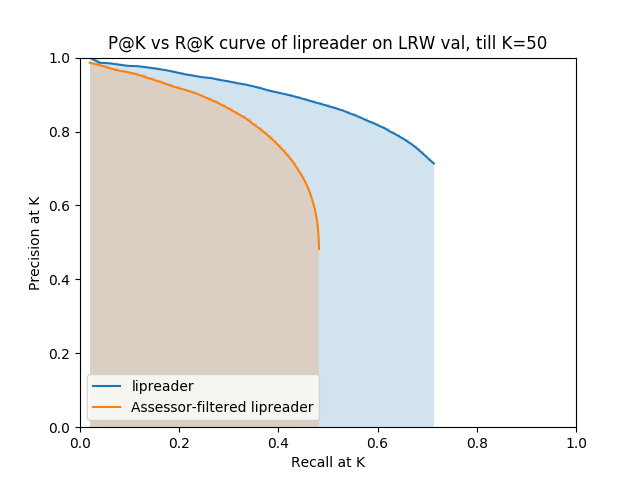 P@K vs R@K curve of lipreader on LRW val, till K=50
1.0
0.8
0.6
0.4
0.2
0.0
Precision at K
lipreader
Assessor-filtered lipreader
0.0 0.2 0.4 0.6 0.8 1.0
Recall at K